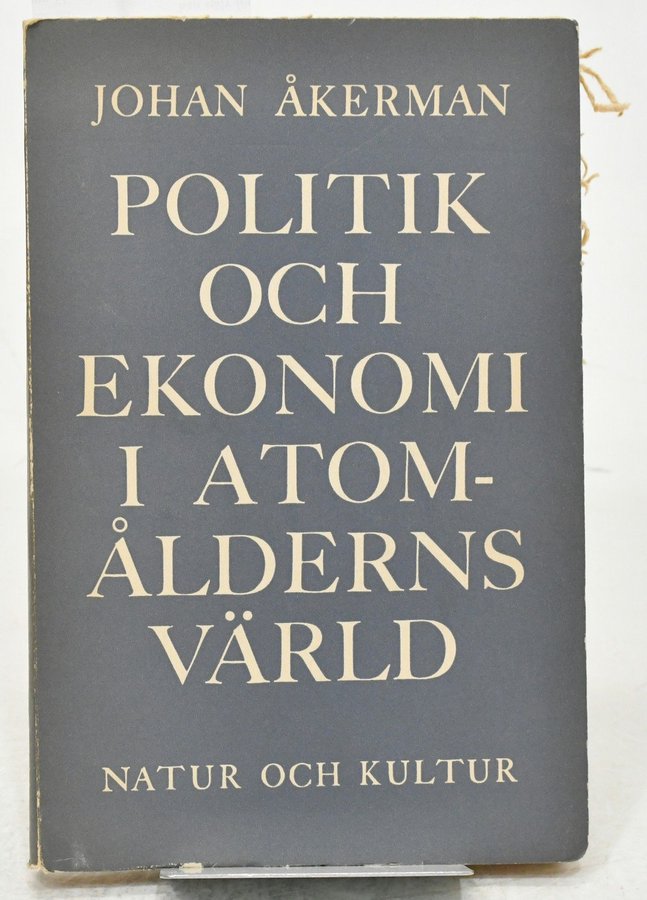 JOHAN ÅKERMAN
POLITIK
OCH
EKONOMI
I ATOM-
ÅLDERNS
VÄRLD
NATUR OCH KULTUR